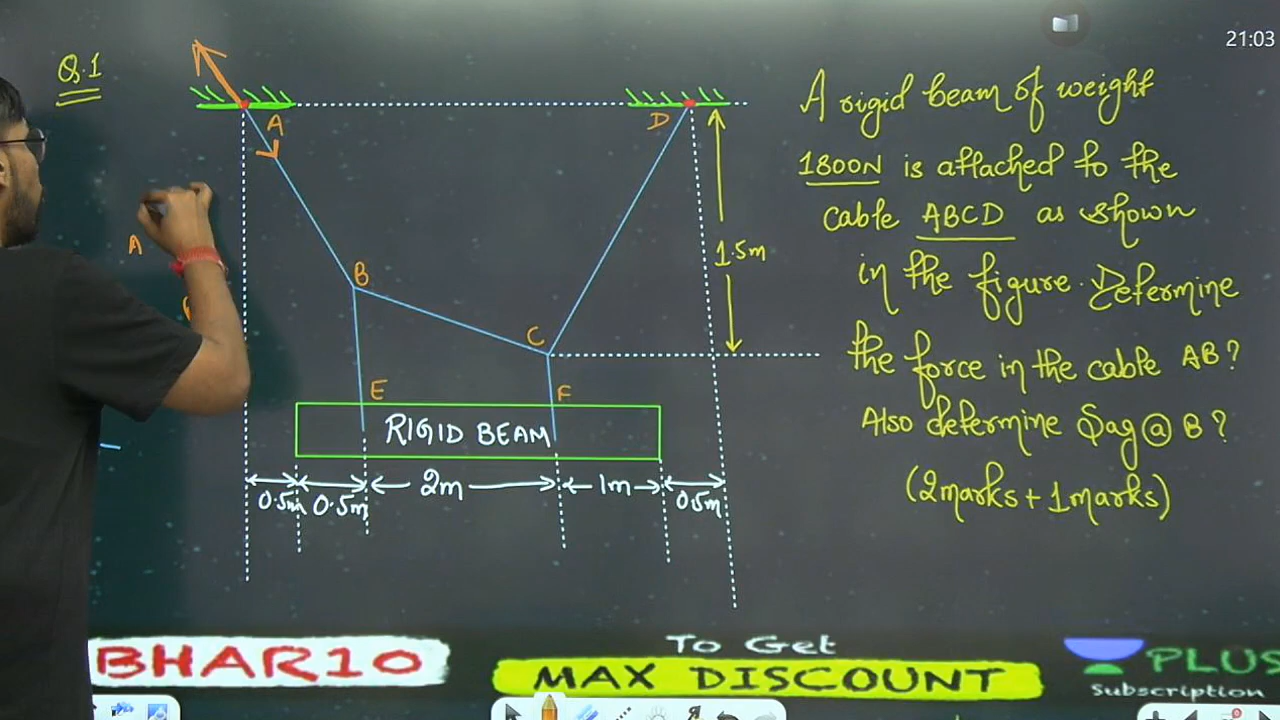 21:03
Q.1
A rigid beam of weight
1800N is attached to the
cable ABCD as shown
in the figure. Determine
the force in the cable AB?
Also determine Sag @ B?
(2marks + 1marks)
A
D
1.5m
A
B
C
E
F
RIGID BEAM
0.5m
0.5m
2m
1m
0.5m
BHAR10
To Get
MAX DISCOUNT
PLUS
Subscription